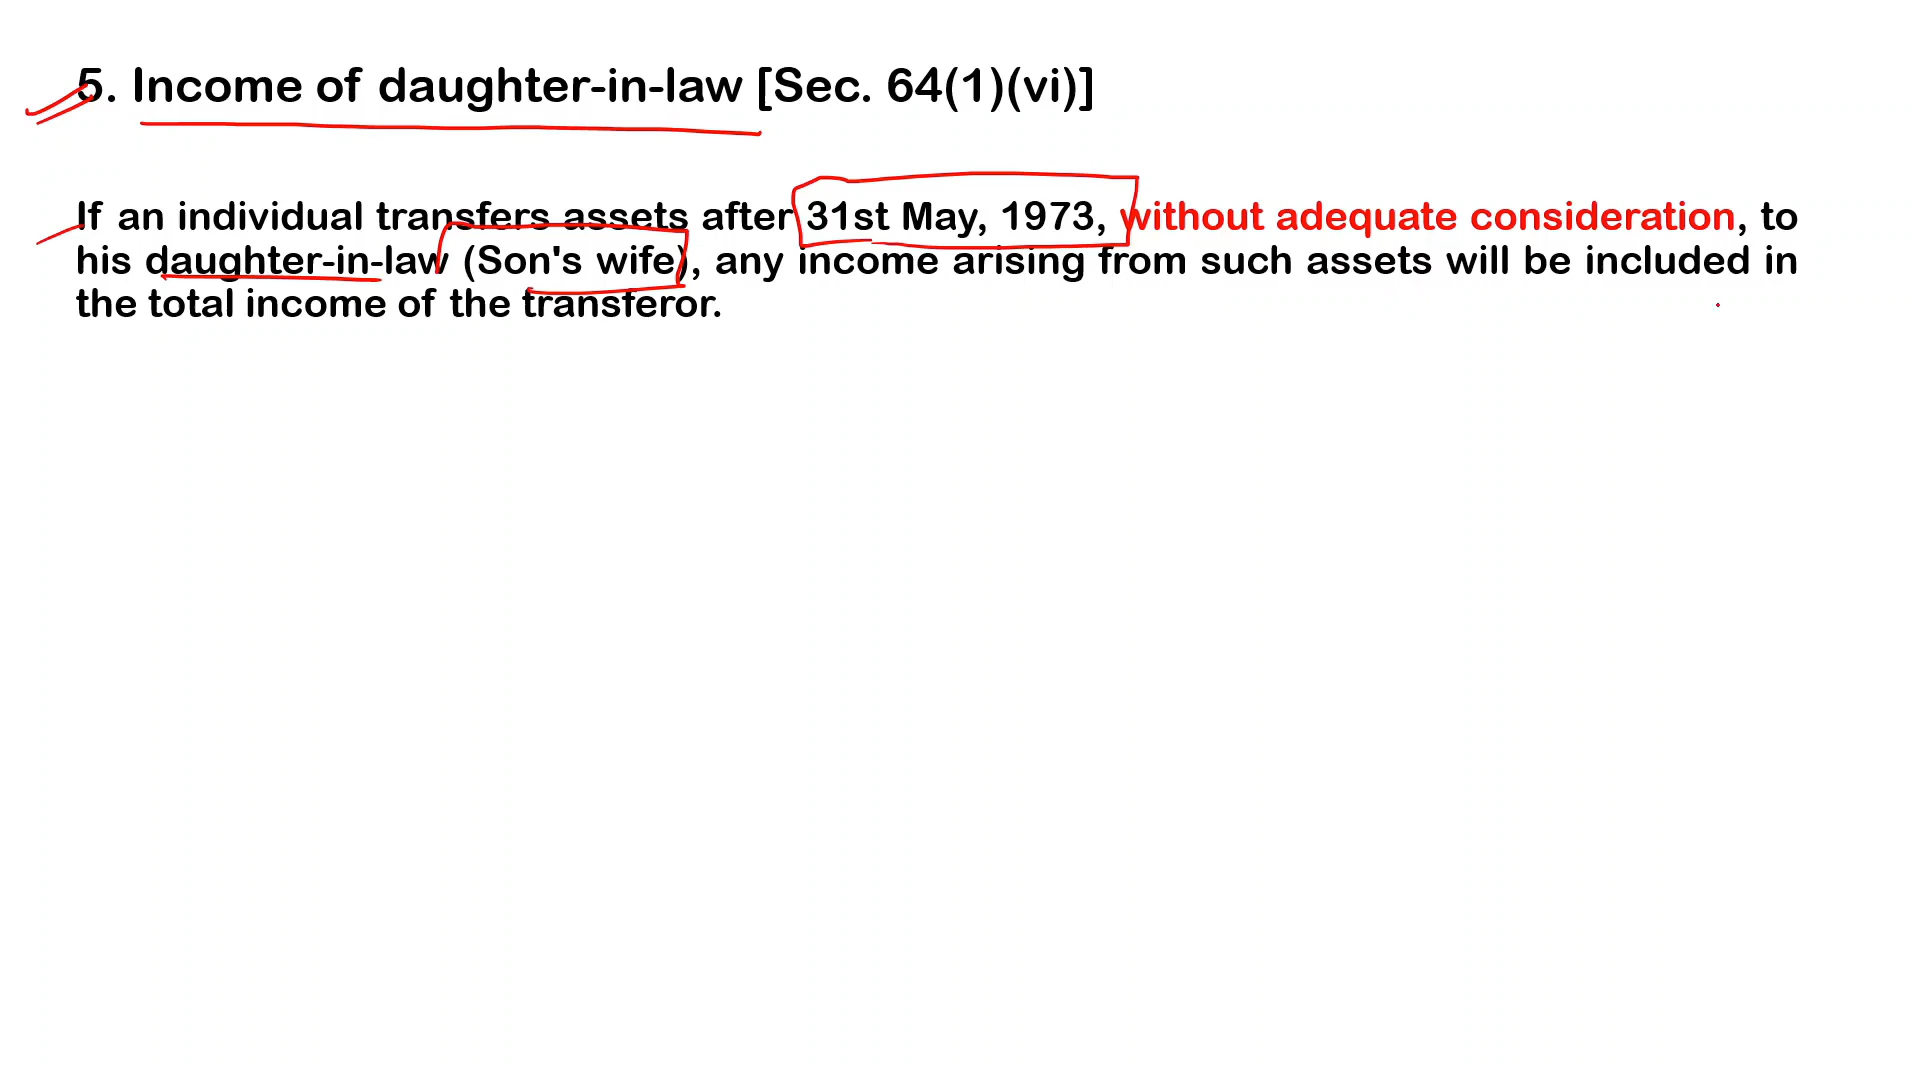 5. Income of daughter-in-law [Sec. 64(1)(vi)]
If an individual transfers assets after 31st May, 1973, without adequate consideration, to
his daughter-in-law (Son's wife), any income arising from such assets will be included in
the total income of the transferor.